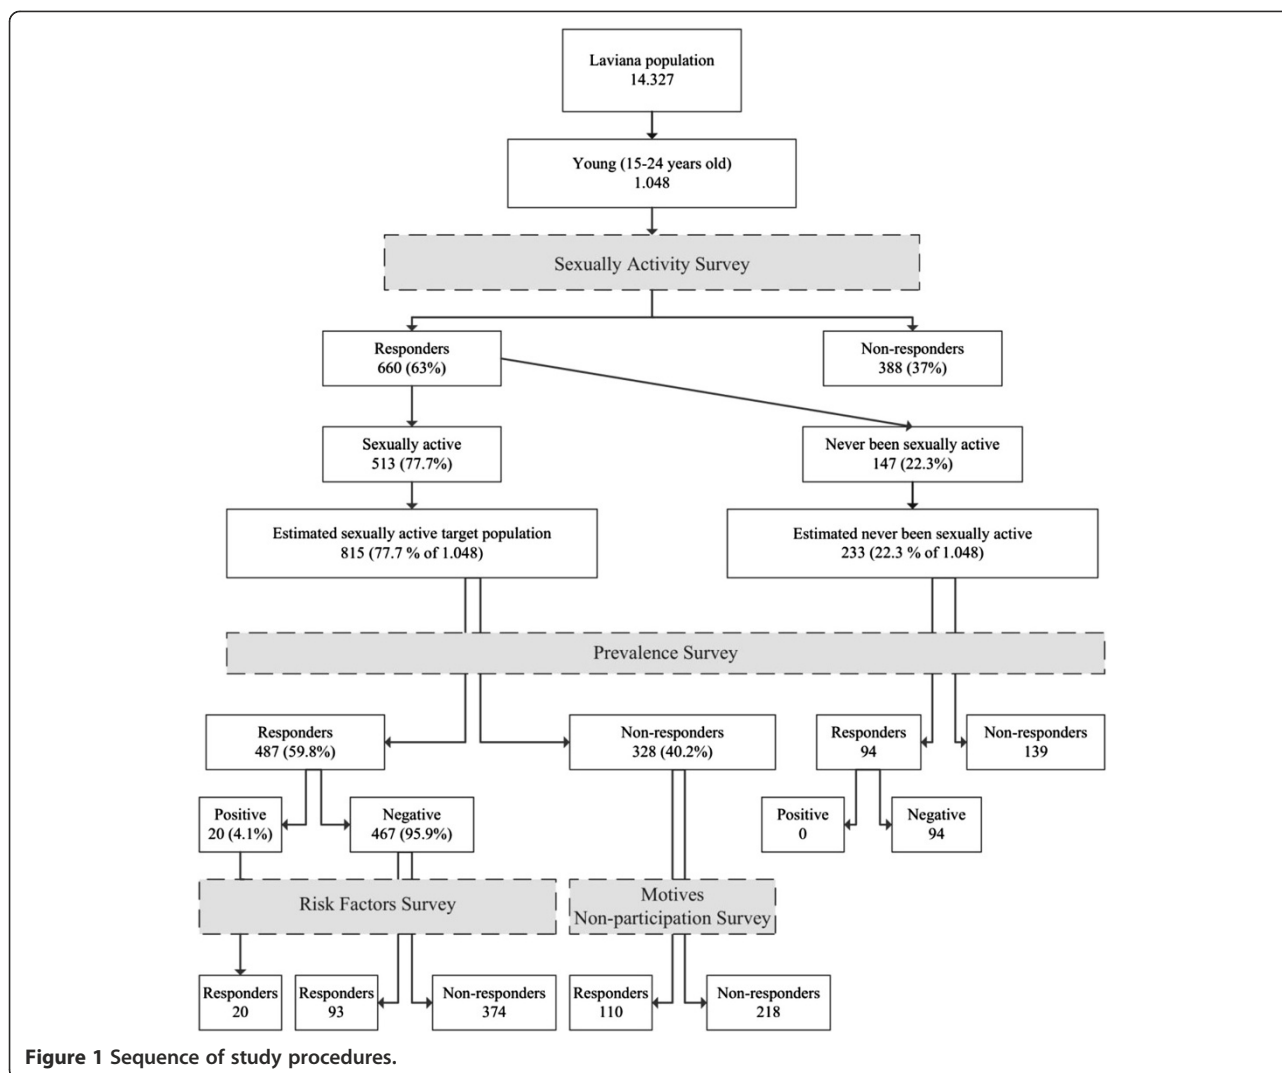 Laviana population
14.327
Young (15-24 years old)
1.048
Sexually Activity Survey
Responders
660 (63%)
Non-responders
388 (37%)
Sexually active
513 (77.7%)
Never been sexually active
147 (22.3%)
Estimated sexually active target population
815 (77.7 % of 1.048)
Estimated never been sexually active
233 (22.3 % of 1.048)
Prevalence Survey
Responders
487 (59.8%)
Non-responders
328 (40.2%)
Responders
94
Non-responders
139
Positive
20 (4.1%)
Negative
467 (95.9%)
Positive
0
Negative
94
Risk Factors Survey
Motives
Non-participation Survey
Responders
20
Responders
93
Non-responders
374
Responders
110
Non-responders
218
Figure 1 Sequence of study procedures.